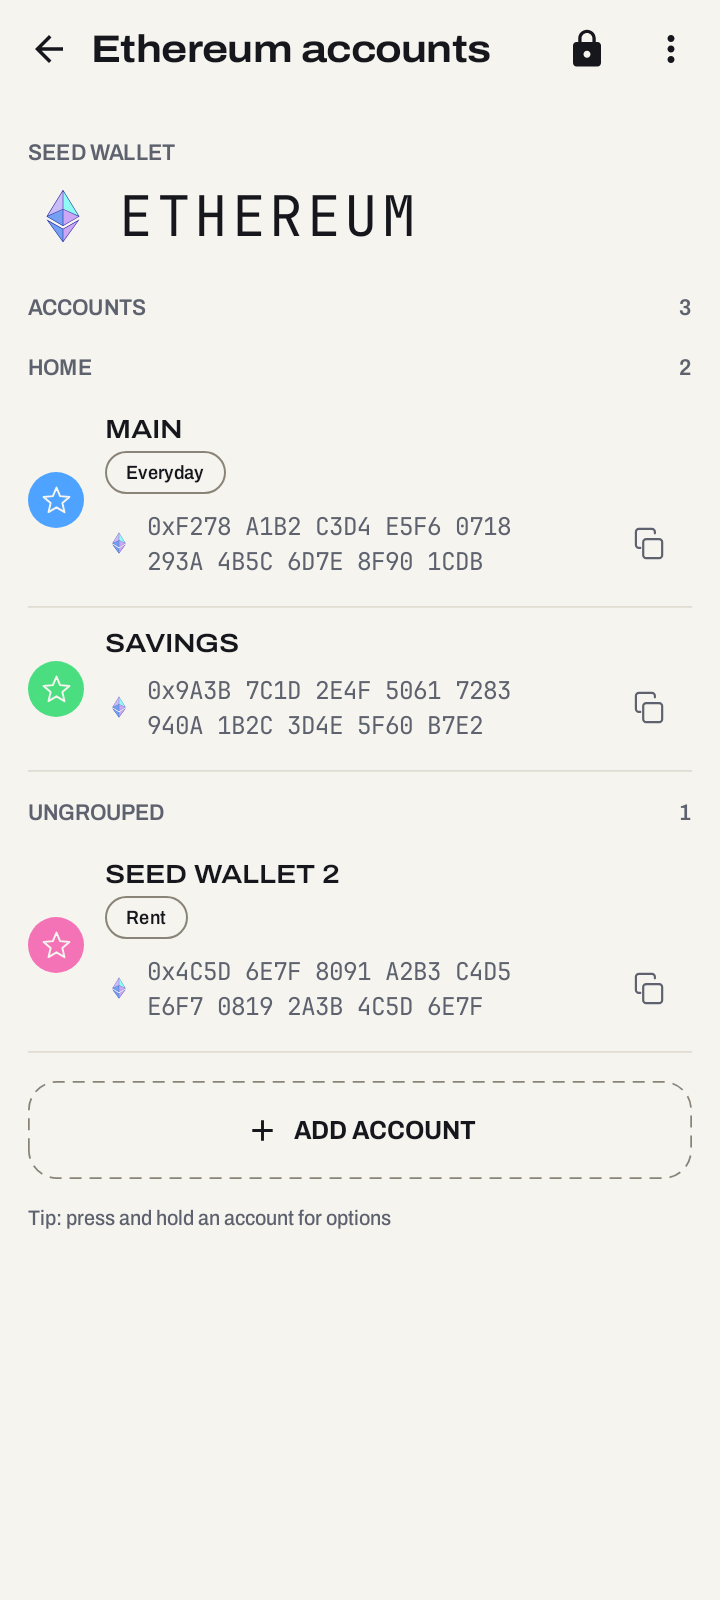 Ethereum accounts
SEED WALLET
ETHEREUM
ACCOUNTS 3
HOME 2
MAIN
Everyday
0xF278 A1B2 C3D4 E5F6 0718
293A 4B5C 6D7E 8F90 1CDB
SAVINGS
0x9A3B 7C1D 2E4F 5061 7283
940A 1B2C 3D4E 5F60 B7E2
UNGROUPED 1
SEED WALLET 2
Rent
0x4C5D 6E7F 8091 A2B3 C4D5
E6F7 0819 2A3B 4C5D 6E7F
ADD ACCOUNT
Tip: press and hold an account for options